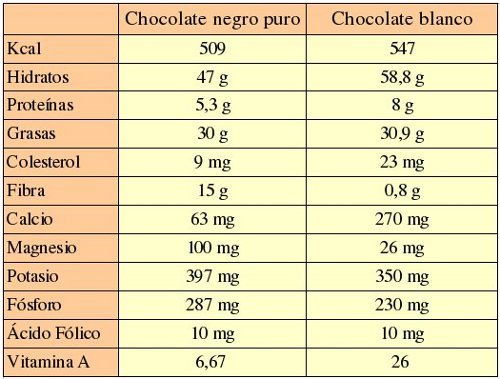 Chocolate negro puro Chocolate blanco
Kcal 509 547
Hidratos 47 g 58,8 g
Proteínas 5,3 g 8 g
Grasas 30 g 30,9 g
Colesterol 9 mg 23 mg
Fibra 15 g 0,8 g
Calcio 63 mg 270 mg
Magnesio 100 mg 26 mg
Potasio 397 mg 350 mg
Fósforo 287 mg 230 mg
Ácido Fólico 10 mg 10 mg
Vitamina A 6,67 26